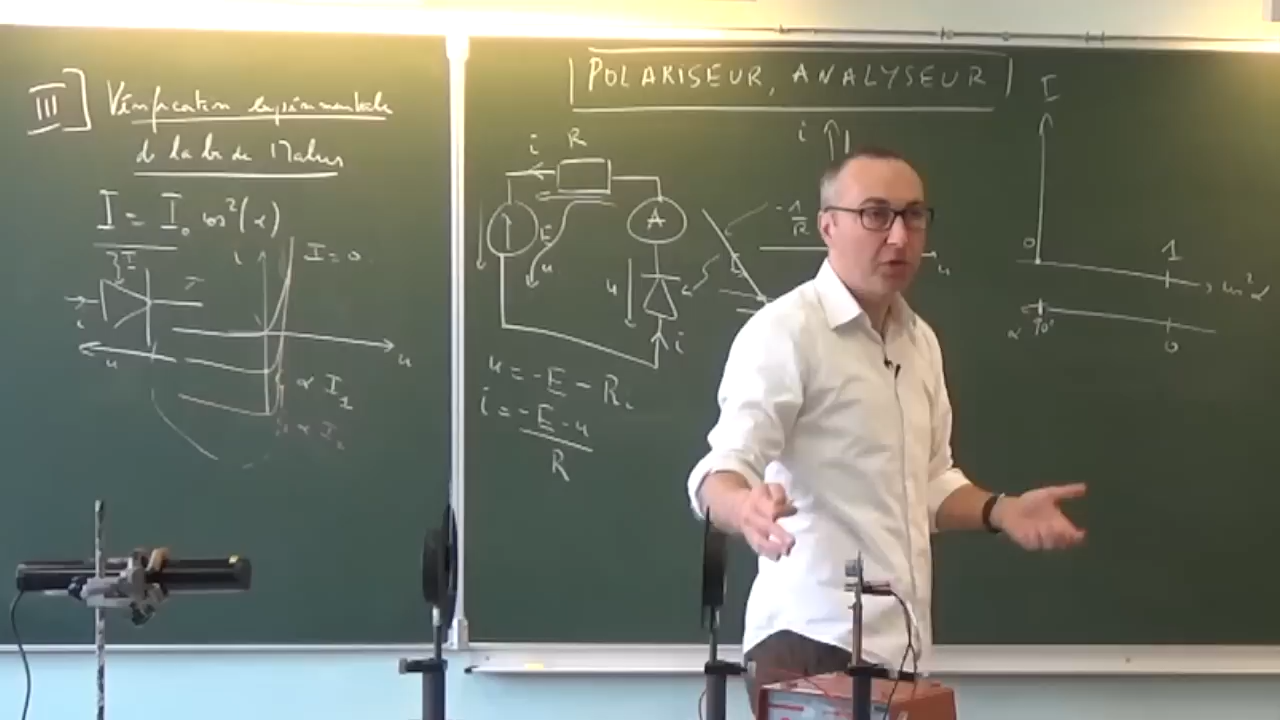 III] Vérification expérimentale
de la loi de Malus
I = I₀ cos²(α)
i
I = 0
i
u
u
α I₁
α I₂
POLARISEUR, ANALYSEUR
i
R
E
u
A
u
i
u = -E - Ri
i = (-E - u)/R
i
-1/R
u
I
0
1
cos²α
α 90°
0